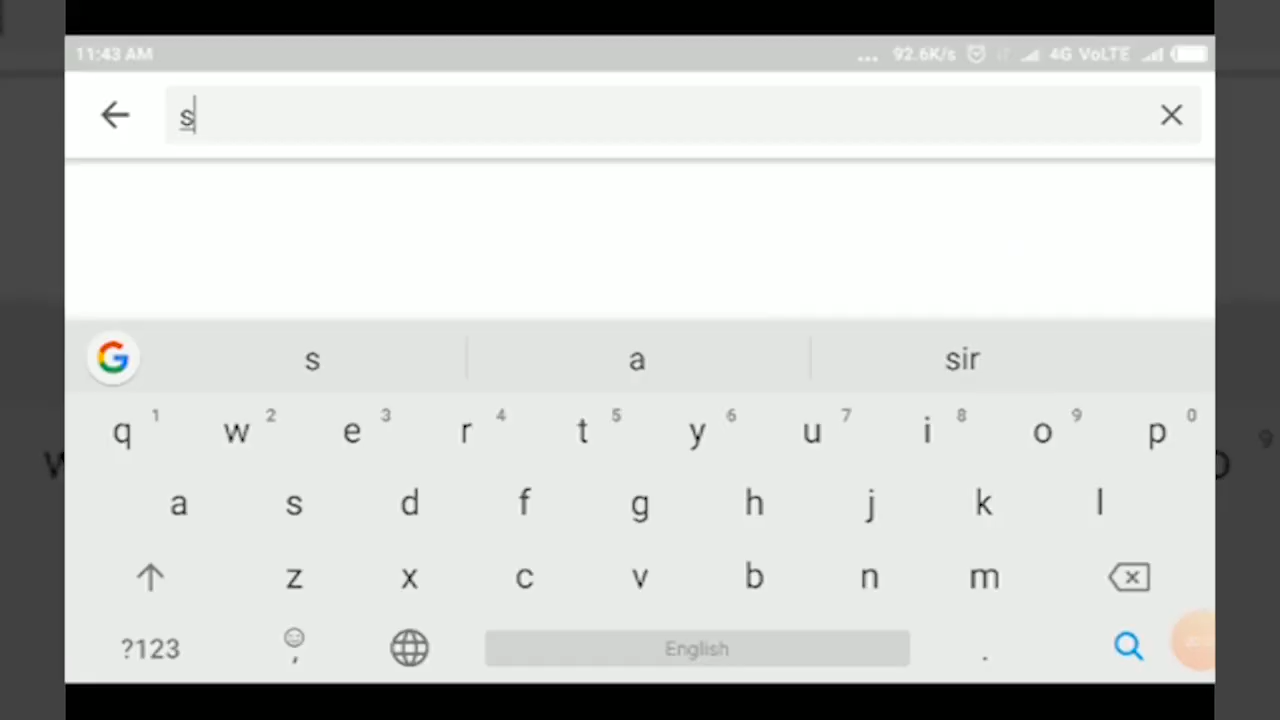 11:43 AM ... 92.6K/s 4G VoLTE
s
G s a sir
q 1 w 2 e 3 r 4 t 5 y 6 u 7 i 8 o 9 p 0
a s d f g h j k l
z x c v b n m
?123 , English .